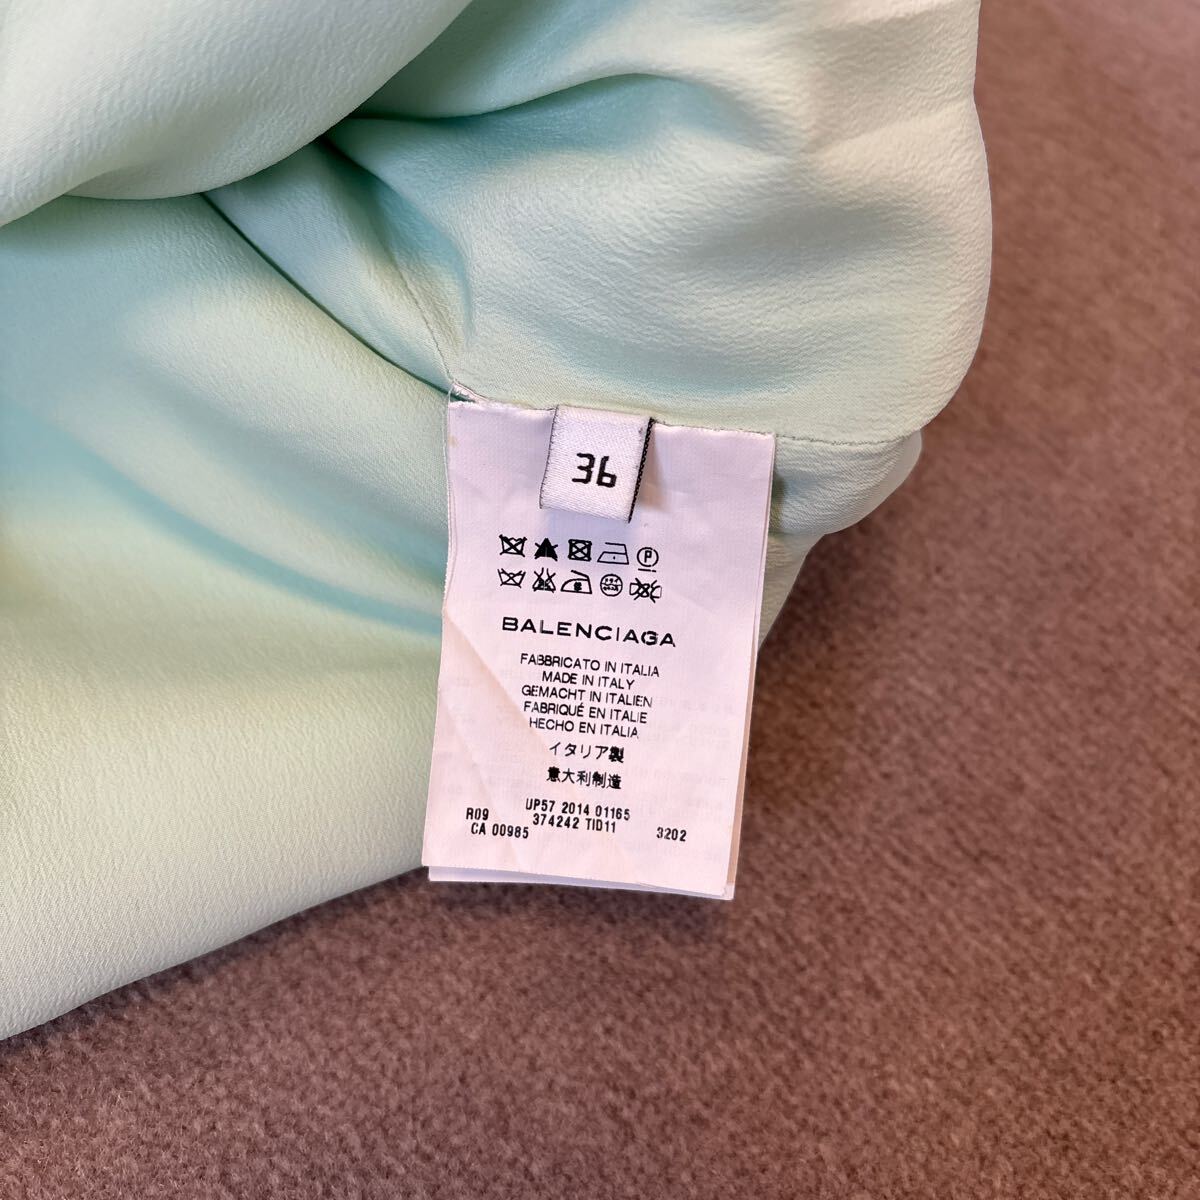 36
P
BALENCIAGA
FABBRICATO IN ITALIA
MADE IN ITALY
GEMACHT IN ITALIEN
FABRIQUÉ EN ITALIE
HECHO EN ITALIA
イタリア製
意大利制造
UP57 2014 01165
R09 374242 TID11 3202
CA 00985